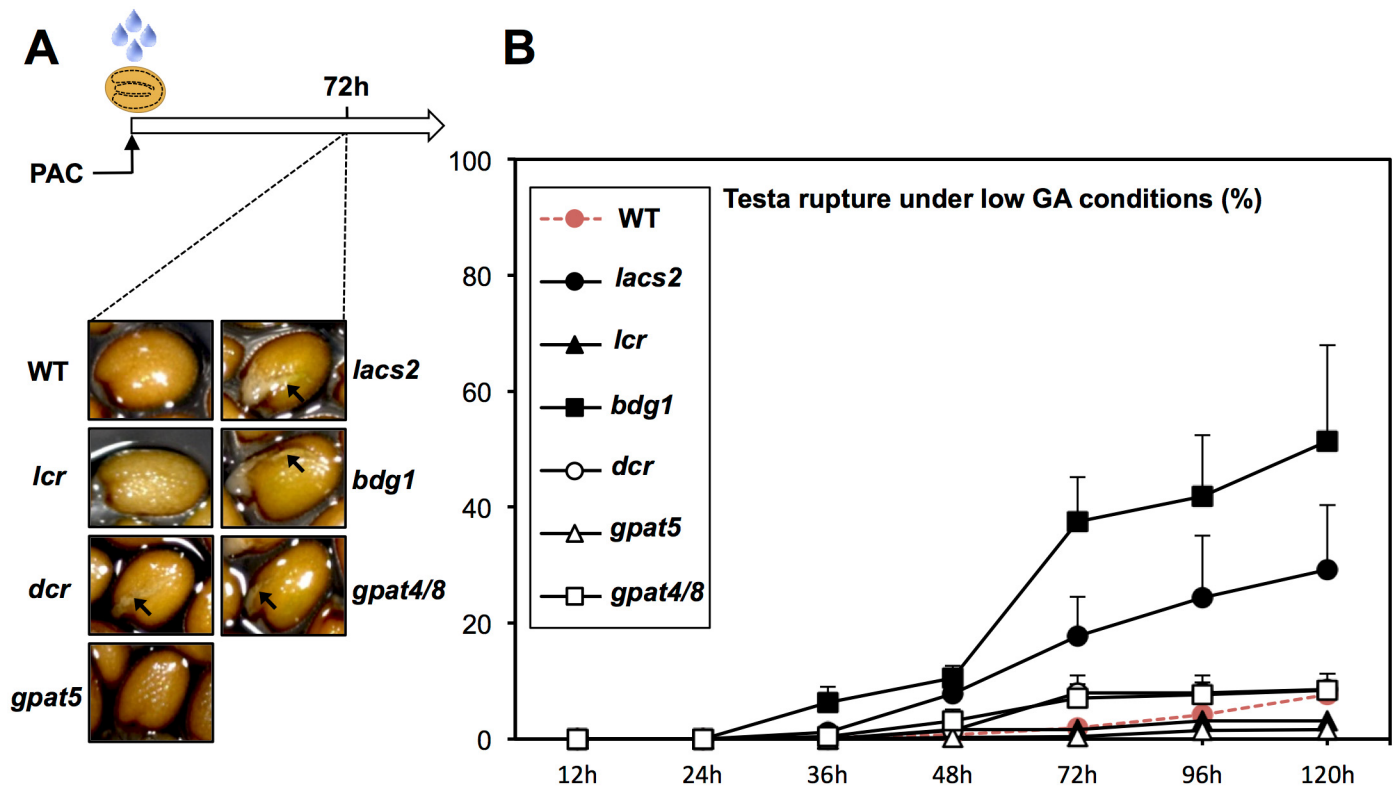 A
72h
PAC
WT
lacs2
lcr
bdg1
dcr
gpat4/8
gpat5
B
Testa rupture under low GA conditions (%)
WT
lacs2
lcr
bdg1
dcr
gpat5
gpat4/8
100
80
60
40
20
0
12h 24h 36h 48h 72h 96h 120h